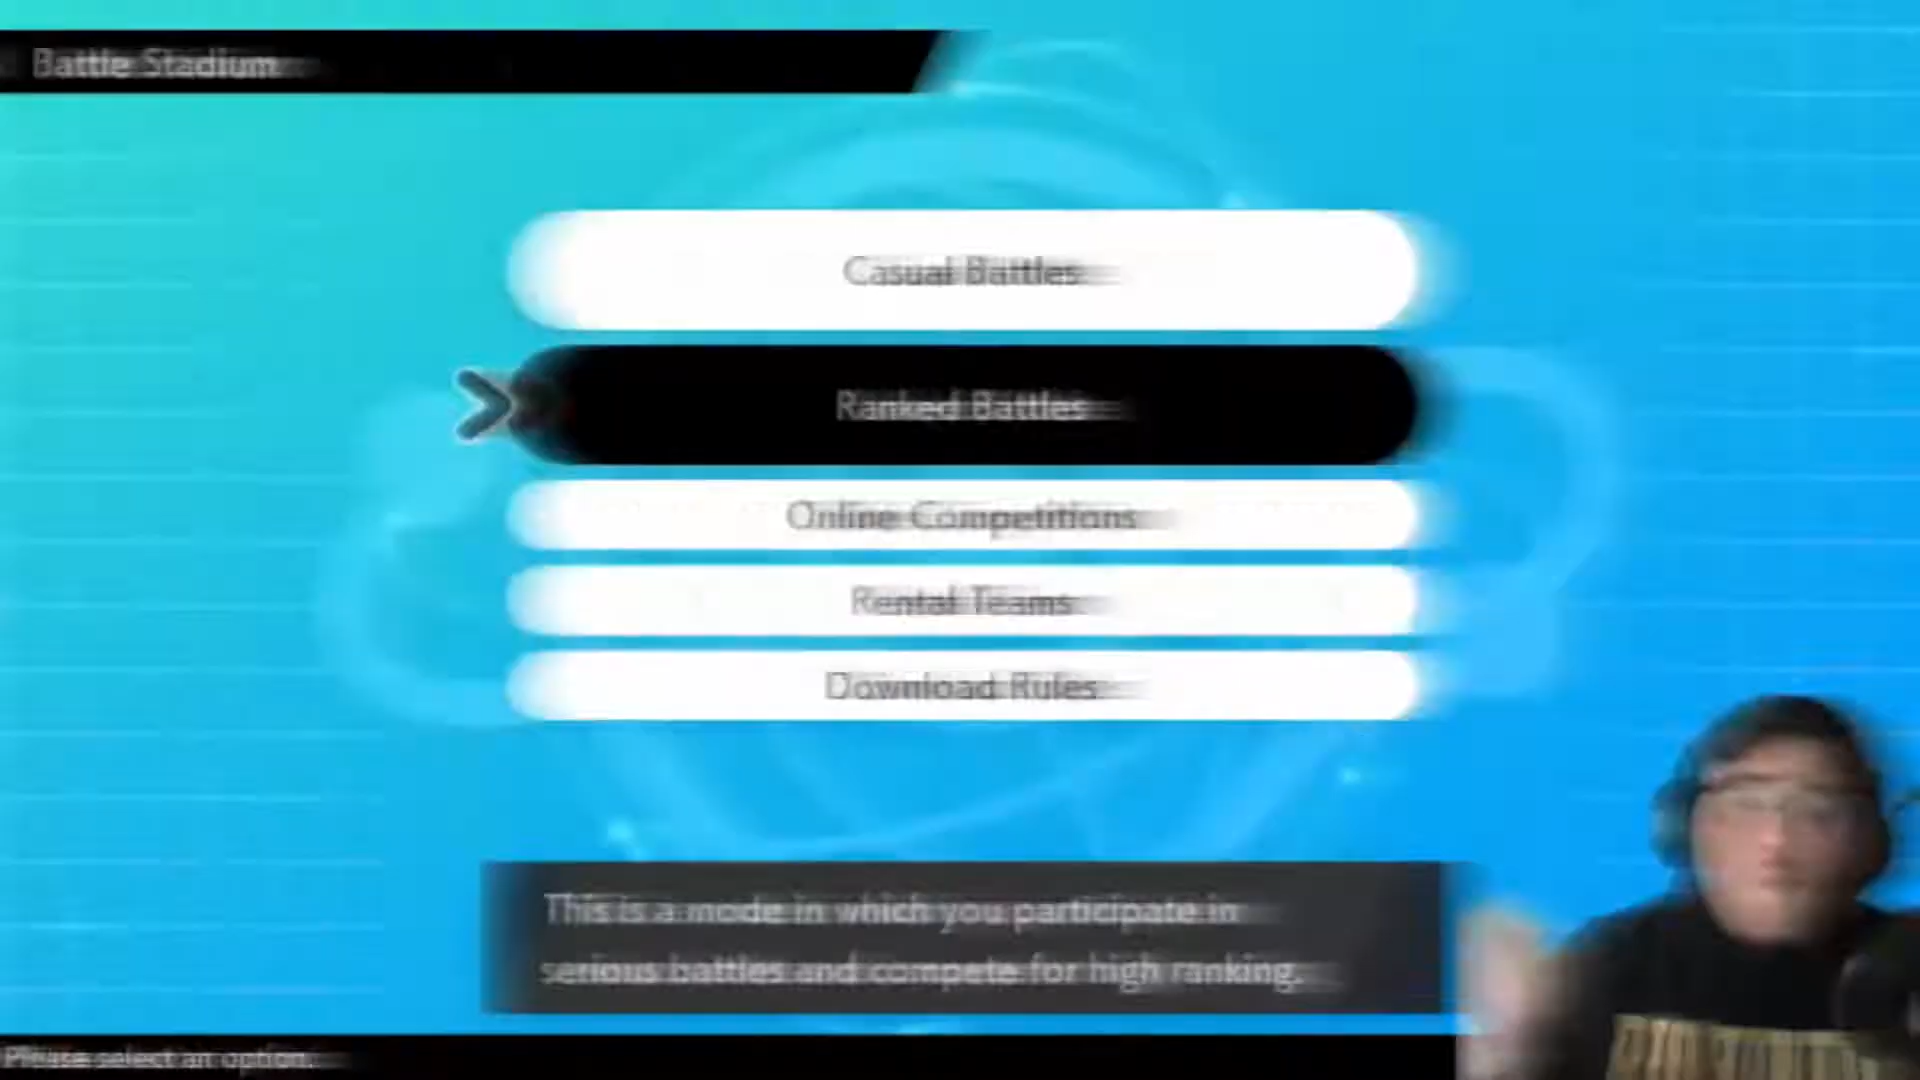 Battle Stadium
Casual Battles
Ranked Battles
Online Competitions
Rental Teams
Download Rules
This is a mode in which you participate in
serious battles and compete for high ranking.
Please select an option.